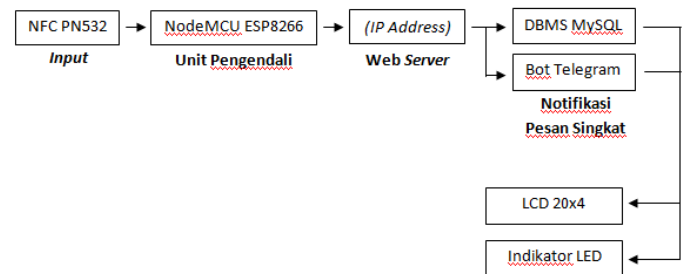 NFC PN532
NodeMCU ESP8266
(IP Address)
DBMS MySQL
Input
Unit Pengendali
Web Server
Bot Telegram
Notifikasi
Pesan Singkat
LCD 20x4
Indikator LED